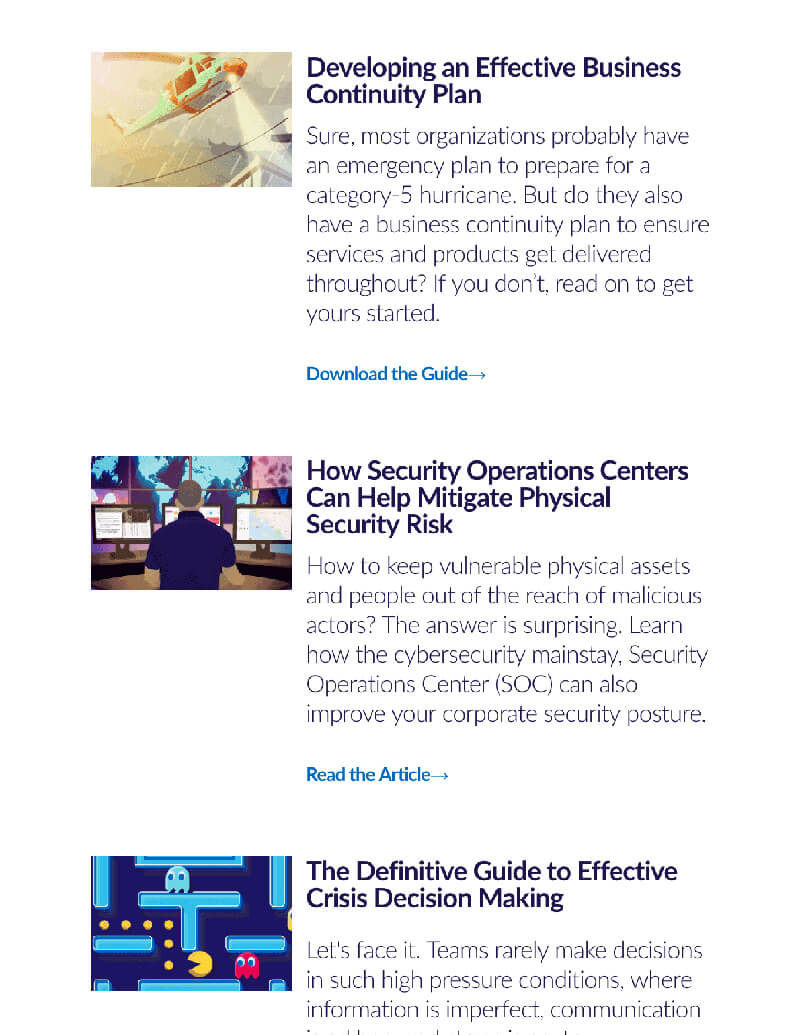 Developing an Effective Business
Continuity Plan
Sure, most organizations probably have
an emergency plan to prepare for a
category-5 hurricane. But do they also
have a business continuity plan to ensure
services and products get delivered
throughout? If you don’t, read on to get
yours started.
Download the Guide→
How Security Operations Centers
Can Help Mitigate Physical
Security Risk
How to keep vulnerable physical assets
and people out of the reach of malicious
actors? The answer is surprising. Learn
how the cybersecurity mainstay, Security
Operations Center (SOC) can also
improve your corporate security posture.
Read the Article→
The Definitive Guide to Effective
Crisis Decision Making
Let's face it. Teams rarely make decisions
in such high pressure conditions, where
information is imperfect, communication